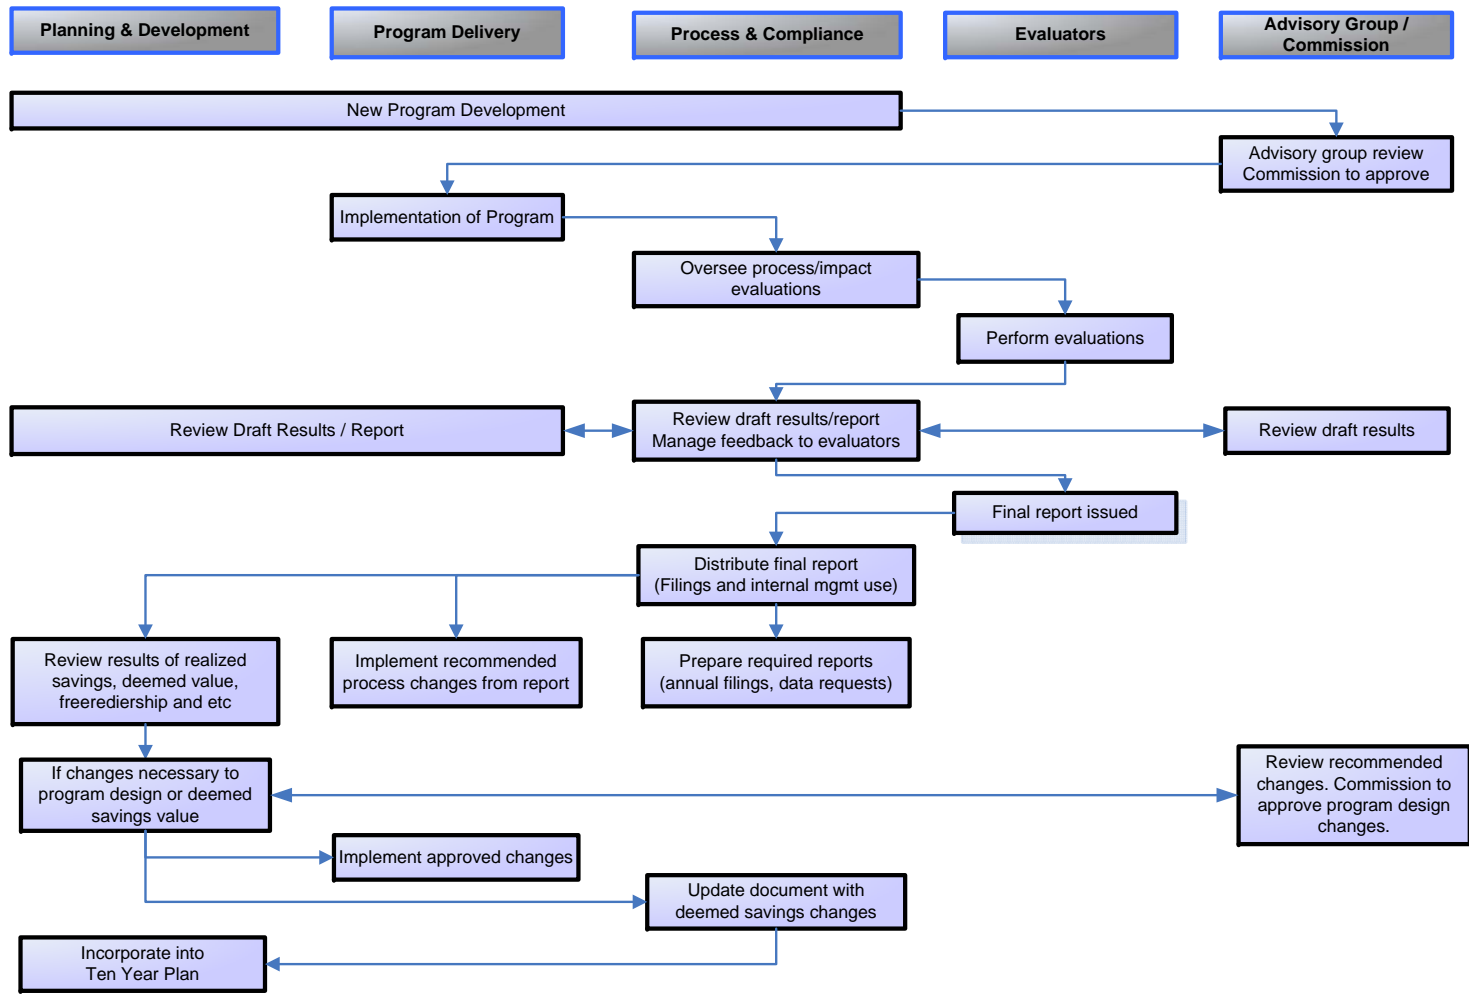 Planning & Development
Program Delivery
Process & Compliance
Evaluators
Advisory Group /
Commission
New Program Development
Advisory group review
Commission to approve
Implementation of Program
Oversee process/impact
evaluations
Perform evaluations
Review Draft Results / Report
Review draft results/report
Manage feedback to evaluators
Review draft results
Final report issued
Distribute final report
(Filings and internal mgmt use)
Review results of realized
savings, deemed value,
freerediership and etc
Implement recommended
process changes from report
Prepare required reports
(annual filings, data requests)
If changes necessary to
program design or deemed
savings value
Review recommended
changes. Commission to
approve program design
changes.
Implement approved changes
Update document with
deemed savings changes
Incorporate into
Ten Year Plan